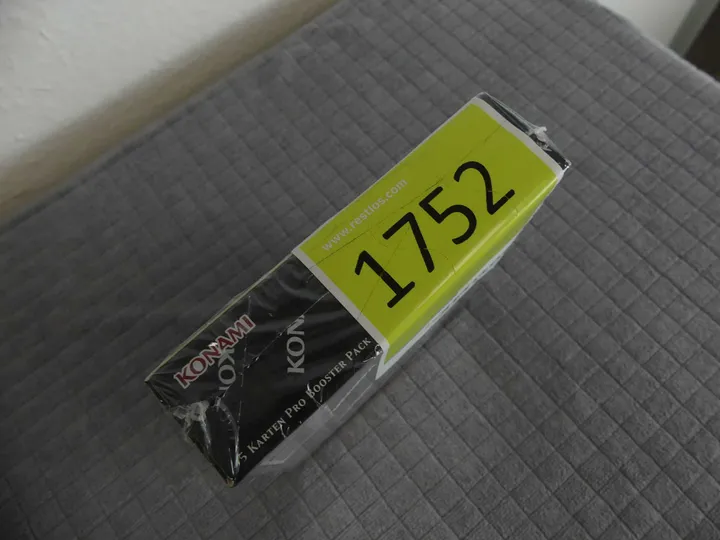 www.restios.com
1752
KONAMI
KON
5 KARTEN PRO BOOSTER PACK